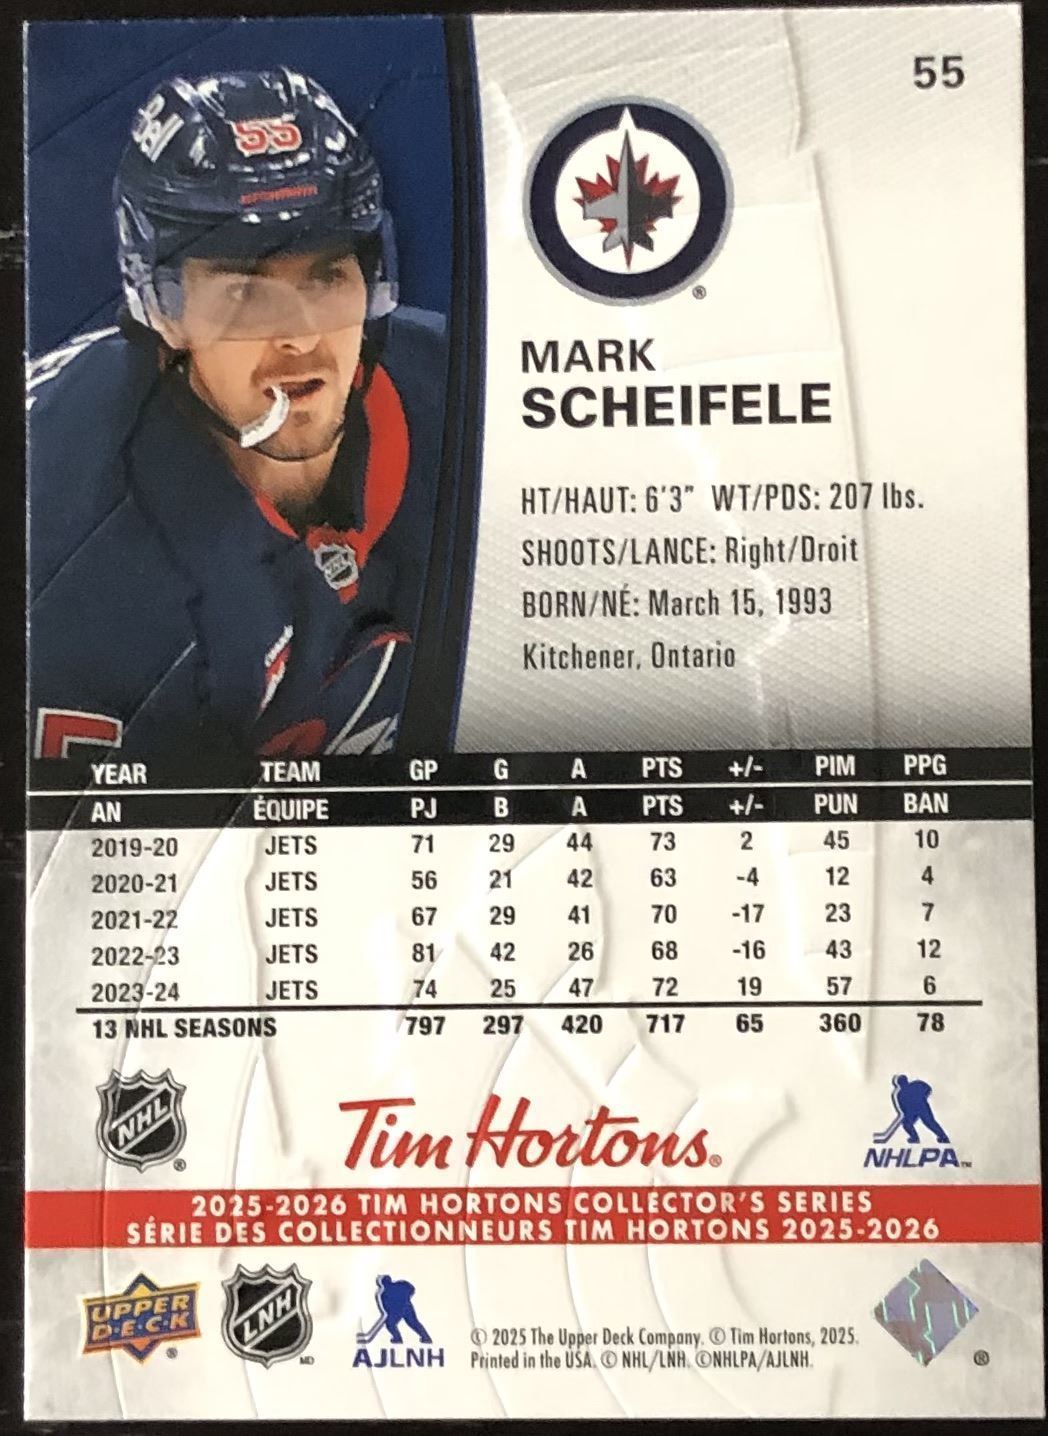 55
Bell
55
MARK
SCHEIFELE
®
HT/HAUT: 6'3" WT/PDS: 207 lbs.
SHOOTS/LANCE: Right/Droit
BORN/NÉ: March 15, 1993
Kitchener, Ontario
YEAR TEAM GP G A PTS +/- PIM PPG
AN ÉQUIPE PJ B A PTS +/- PUN BAN
2019-20 JETS 71 29 44 73 2 45 10
2020-21 JETS 56 21 42 63 -4 12 4
2021-22 JETS 67 29 41 70 -17 23 7
2022-23 JETS 81 42 26 68 -16 43 12
2023-24 JETS 74 25 47 72 19 57 6
13 NHL SEASONS 797 297 420 717 65 360 78
NHL ®
Tim Hortons®
NHLPA™
2025-2026 TIM HORTONS COLLECTOR'S SERIES
SÉRIE DES COLLECTIONNEURS TIM HORTONS 2025-2026
UPPER
D·E·C·K ®
LNH MD
AJLNH
© 2025 The Upper Deck Company. © Tim Hortons, 2025.
Printed in the USA. © NHL/LNH. ©NHLPA/AJLNH.
®